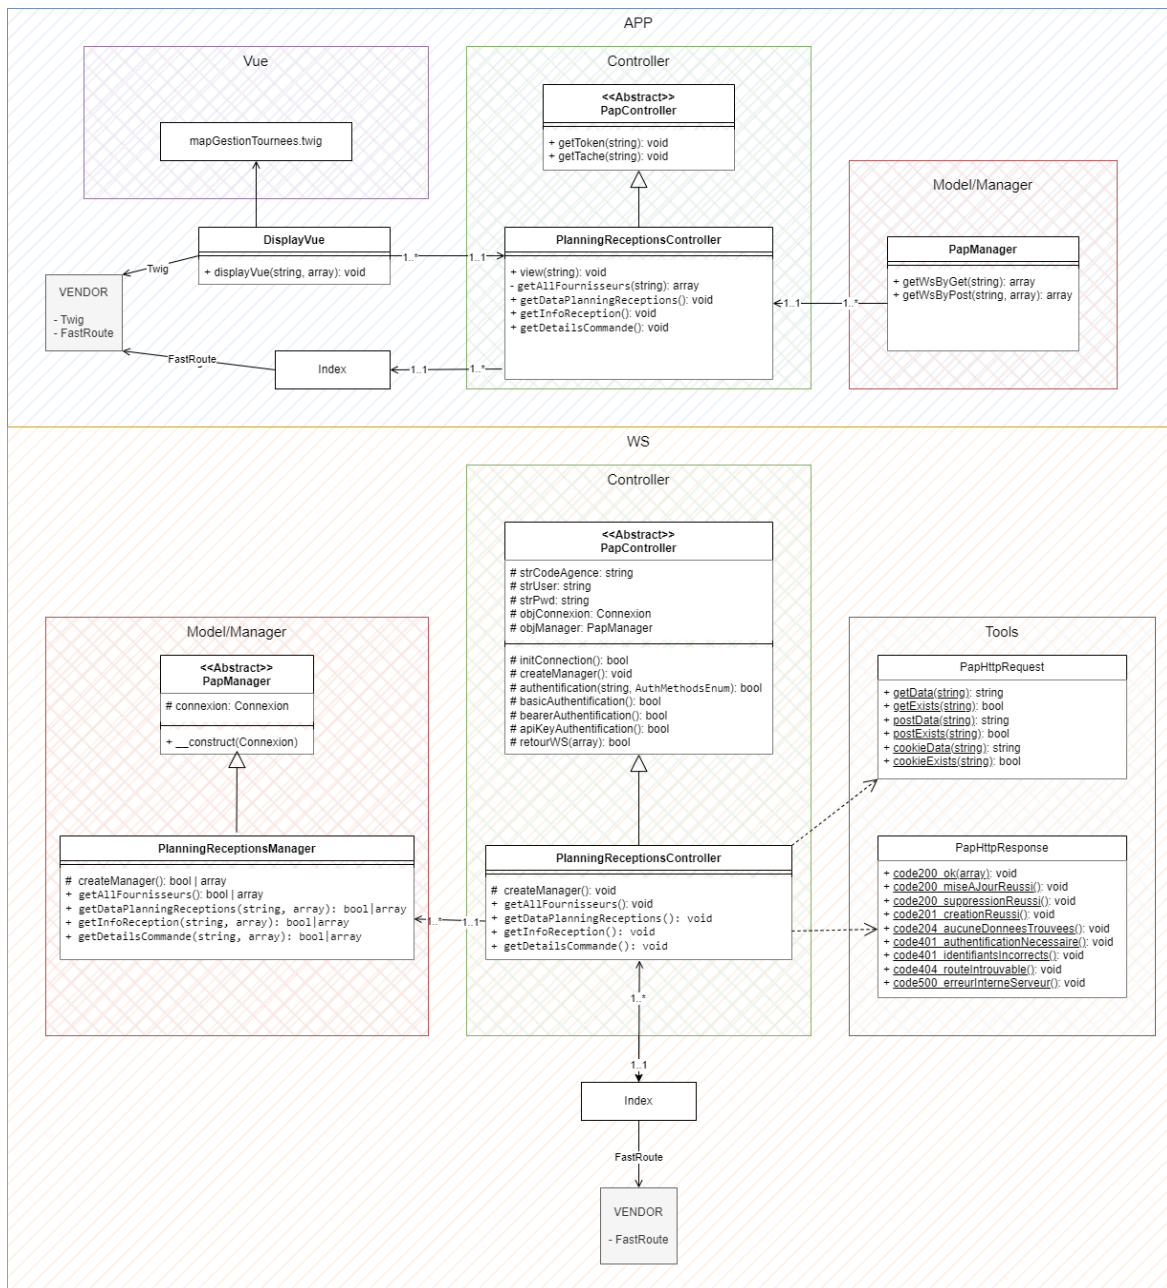 APP
Vue
mapGestionTournees.twig
Controller
<<Abstract>>
PapController
+ getToken(string): void
+ getTache(string): void
Model/Manager
DisplayVue
+ displayVue(string, array): void
1..*
1..1
PlanningReceptionsController
+ view(string): void
- getAllFournisseurs(string): array
+ getDataPlanningReceptions(): void
+ getInfoReception(): void
+ getDetailsCommande(): void
PapManager
+ getWsByGet(string): array
+ getWsByPost(string, array): array
1..1
1..*
Twig
VENDOR
- Twig
- FastRoute
FastRoute
Index
1..1
1..*
WS
Controller
<<Abstract>>
PapController
# strCodeAgence: string
# strUser: string
# strPwd: string
# objConnexion: Connexion
# objManager: PapManager
# initConnection(): bool
# createManager(): void
# authentification(string, AuthMethodsEnum): bool
# basicAuthentification(): bool
# bearerAuthentification(): bool
# apiKeyAuthentification(): bool
# retourWS(array): bool
Model/Manager
<<Abstract>>
PapManager
# connexion: Connexion
+ __construct(Connexion)
Tools
PapHttpRequest
+ getData(string): string
+ getExists(string): bool
+ postData(string): string
+ postExists(string): bool
+ cookieData(string): string
+ cookieExists(string): bool
PlanningReceptionsManager
# createManager(): bool | array
+ getAllFournisseurs(): bool | array
+ getDataPlanningReceptions(string, array): bool|array
+ getInfoReception(string, array): bool|array
+ getDetailsCommande(string, array): bool|array
1..*
1..1
PlanningReceptionsController
# createManager(): void
+ getAllFournisseurs(): void
+ getDataPlanningReceptions(): void
+ getInfoReception(): void
+ getDetailsCommande(): void
PapHttpResponse
+ code200_ok(array): void
+ code200_miseAJourReussi(): void
+ code200_suppressionReussi(): void
+ code201_creationReussi(): void
+ code204_aucuneDonneesTrouvees(): void
+ code401_authentificationNecessaire(): void
+ code401_identifiantsIncorrects(): void
+ code404_routeIntrouvable(): void
+ code500_erreurInterneServeur(): void
1..*
1..1
Index
FastRoute
VENDOR
- FastRoute